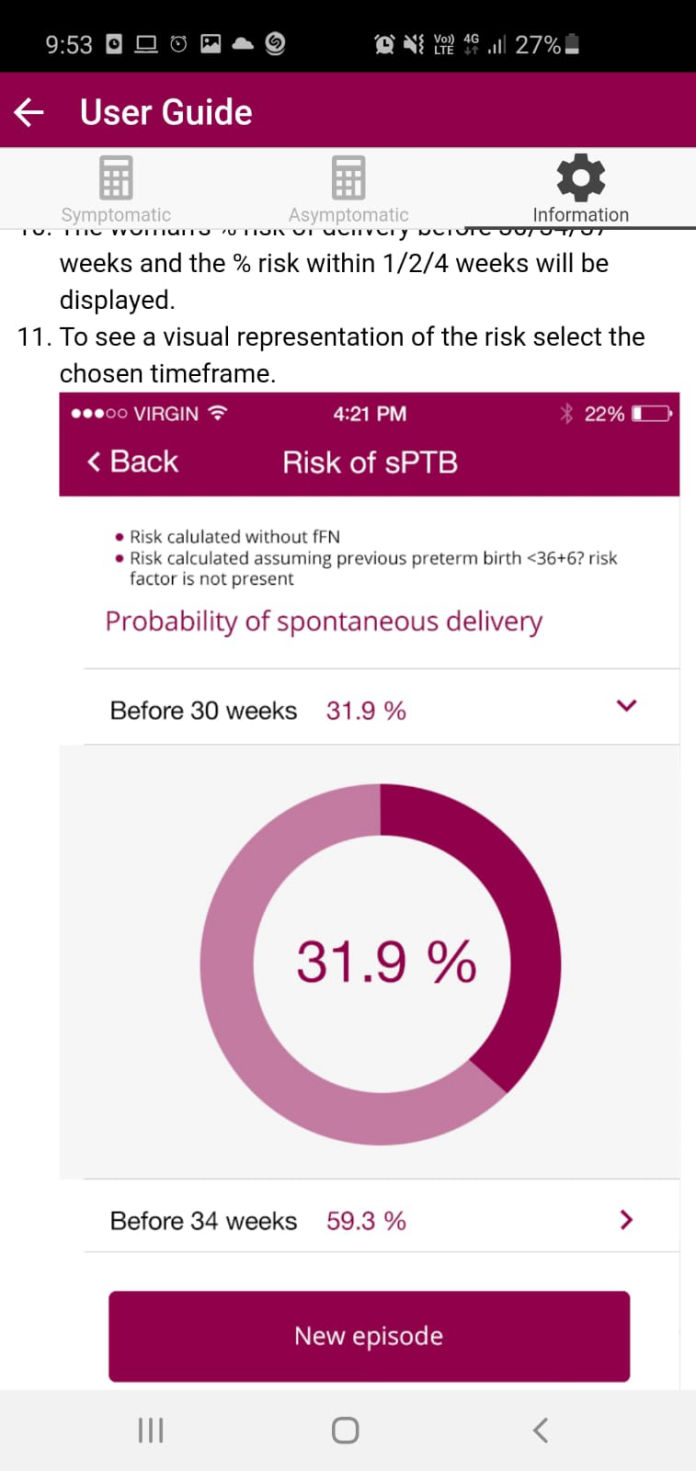 9:53 Vo)) LTE 4G 27%
User Guide
Symptomatic Asymptomatic Information
10. The woman's % risk of delivery before 30/34/37
weeks and the % risk within 1/2/4 weeks will be
displayed.
11. To see a visual representation of the risk select the
chosen timeframe.
VIRGIN 4:21 PM 22%
< Back Risk of sPTB
• Risk calulated without fFN
• Risk calculated assuming previous preterm birth <36+6? risk
factor is not present
Probability of spontaneous delivery
Before 30 weeks 31.9 %
31.9 %
Before 34 weeks 59.3 %
New episode